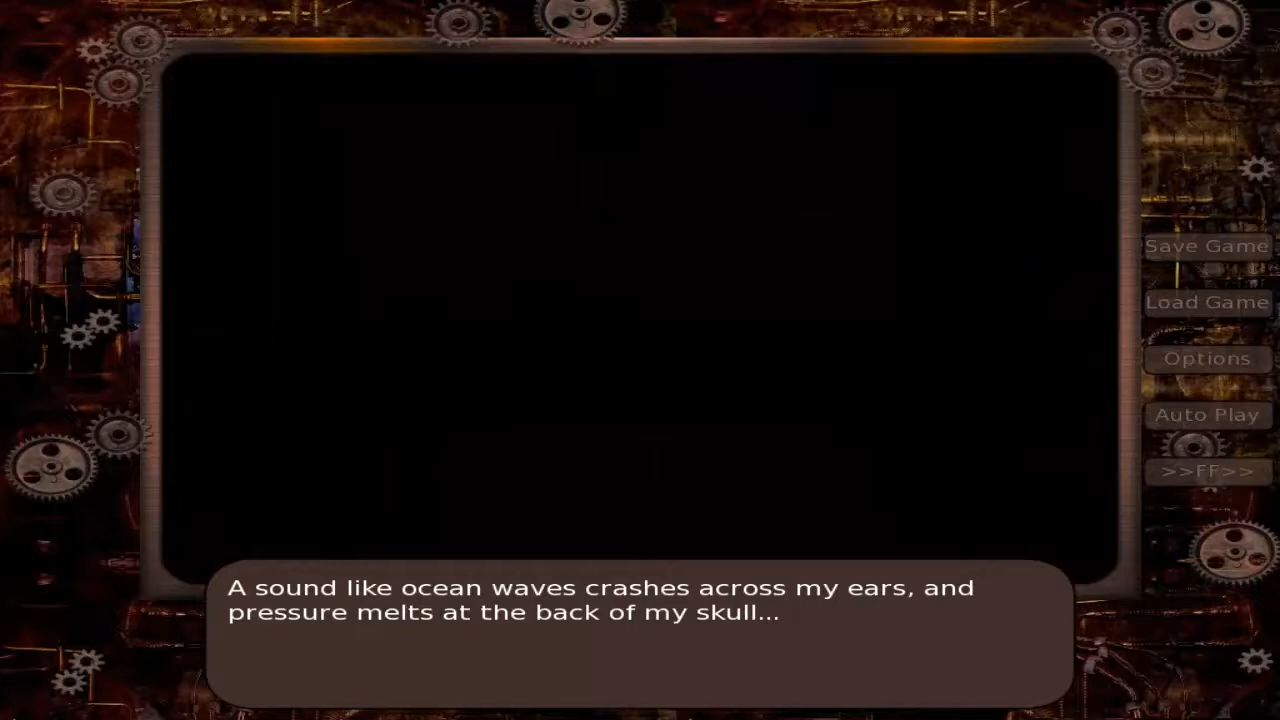 Save Game
Load Game
Options
Auto Play
>>FF>>
A sound like ocean waves crashes across my ears, and
pressure melts at the back of my skull...